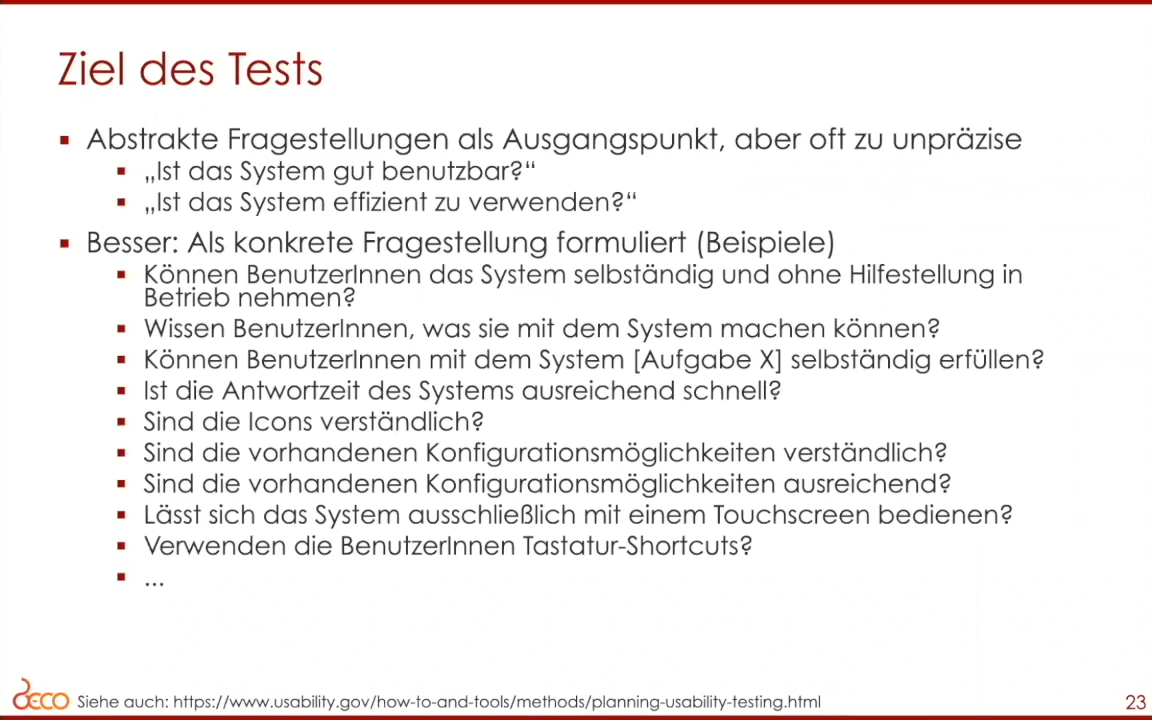 Ziel des Tests
Abstrakte Fragestellungen als Ausgangspunkt, aber oft zu unpräzise
„Ist das System gut benutzbar?“
„Ist das System effizient zu verwenden?“
Besser: Als konkrete Fragestellung formuliert (Beispiele)
Können BenutzerInnen das System selbständig und ohne Hilfestellung in
Betrieb nehmen?
Wissen BenutzerInnen, was sie mit dem System machen können?
Können BenutzerInnen mit dem System [Aufgabe X] selbständig erfüllen?
Ist die Antwortzeit des Systems ausreichend schnell?
Sind die Icons verständlich?
Sind die vorhandenen Konfigurationsmöglichkeiten verständlich?
Sind die vorhandenen Konfigurationsmöglichkeiten ausreichend?
Lässt sich das System ausschließlich mit einem Touchscreen bedienen?
Verwenden die BenutzerInnen Tastatur-Shortcuts?
...
DECO Siehe auch: https://www.usability.gov/how-to-and-tools/methods/planning-usability-testing.html
23